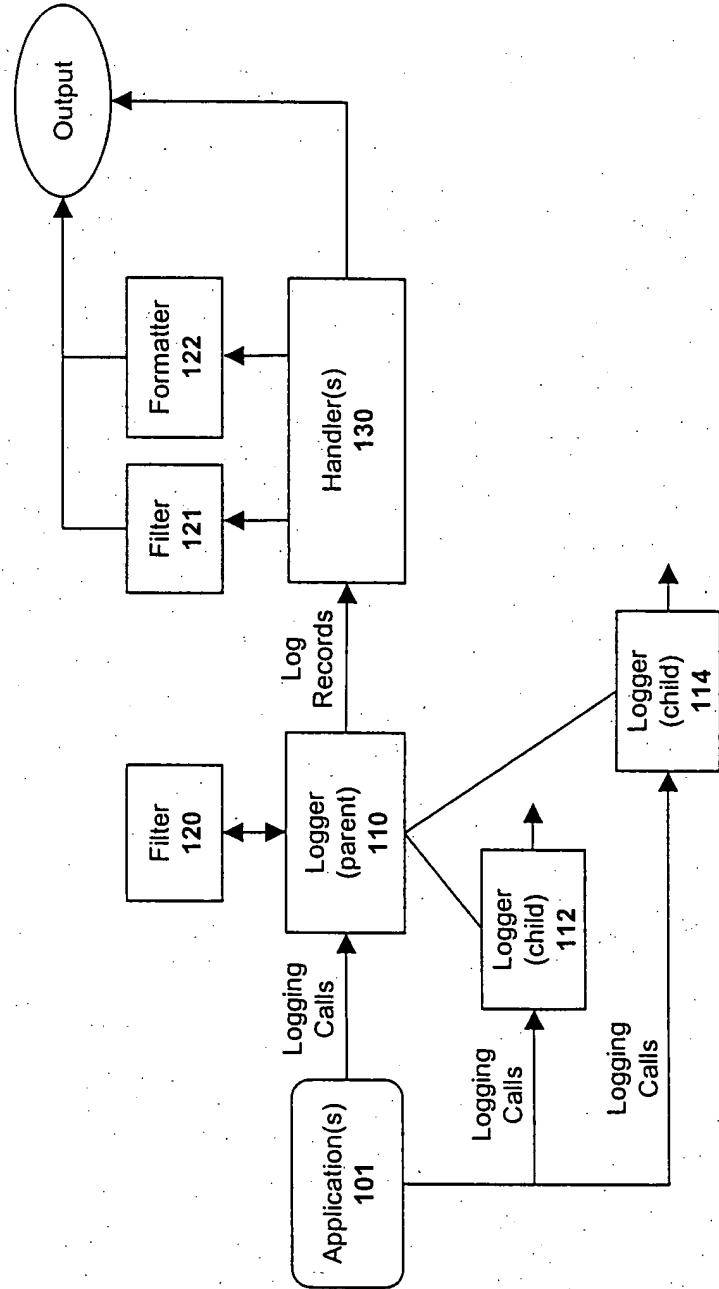 Output
Filter
121
Formatter
122
Filter
120
Log
Records
Handler(s)
130
Logging
Calls
Logger
(parent)
110
Application(s)
101
Logging
Calls
Logger
(child)
112
Logging
Calls
Logger
(child)
114